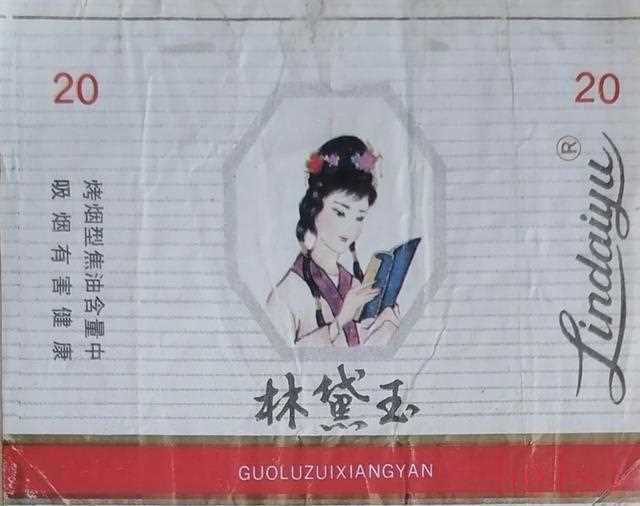 20
20
烤烟型焦油含量中
吸烟有害健康
®
Lindaiyu
林黛玉
GUOLUZUIXIANGYAN